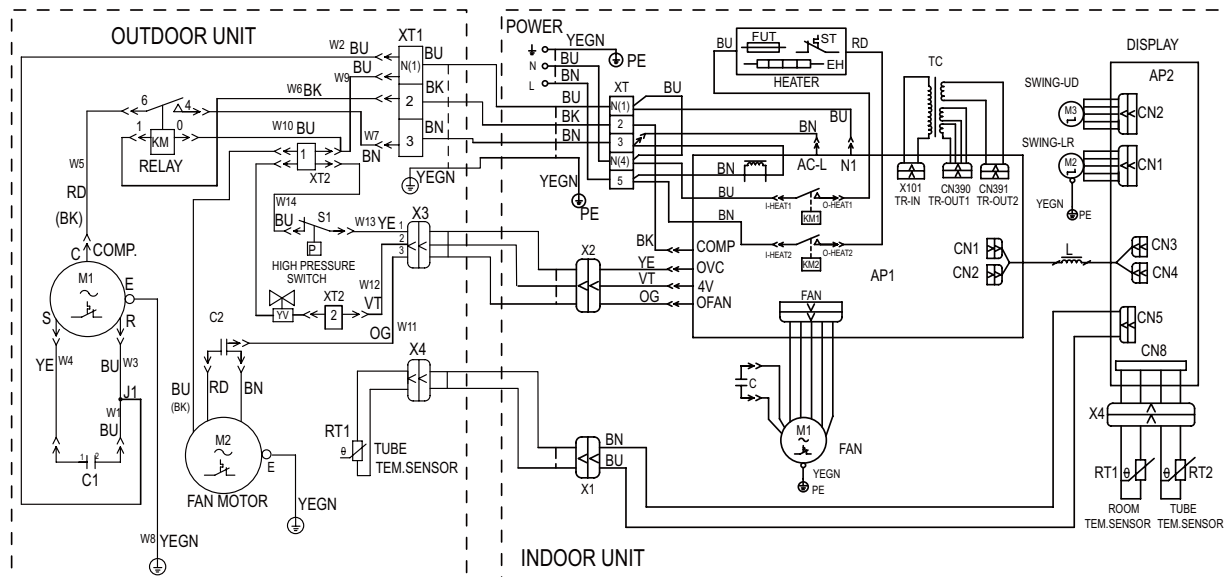 OUTDOOR UNIT
XT1
W2 BU
BU
W9
BU
N(1)
W6 BK
BK
2
6
4
1
KM
0
RELAY
W10 BU
W7
BN
BN
3
1
XT2
YEGN
W5
RD
(BK)
W14
BU
S1
W13 YE
1
2
3
X3
P
HIGH PRESSURE
SWITCH
C
COMP.
M1
E
S
R
YV
XT2
2
VT
W12
OG
W11
C2
YE
W4
BU
W3
J1
W1
BU
1
2
C1
BU
(BK)
RD
BN
M2
E
FAN MOTOR
YEGN
W8
YEGN
X4
RT1
θ
TUBE
TEM.SENSOR
POWER
YEGN
PE
N
BU
BN
L
XT
BU
BU
N(1)
BK
2
BN
3
N(4)
5
YEGN
PE
BU
FUT
ST
RD
EH
HEATER
BU
BN
AC-L
N1
BN
BU
I-HEAT1
O-HEAT1
KM1
BN
I-HEAT2
O-HEAT2
KM2
AP1
BK
COMP
X2
YE
OVC
VT
4V
OG
OFAN
FAN
C
M1
FAN
YEGN
PE
X1
BN
BU
TC
X101
TR-IN
CN390
TR-OUT1
CN391
TR-OUT2
CN1
CN2
L
DISPLAY
AP2
SWING-UD
M3
CN2
SWING-LR
M2
CN1
YEGN
PE
CN3
CN4
CN5
CN8
X4
RT1
θ
θ
RT2
ROOM
TEM.SENSOR
TUBE
TEM.SENSOR
INDOOR UNIT